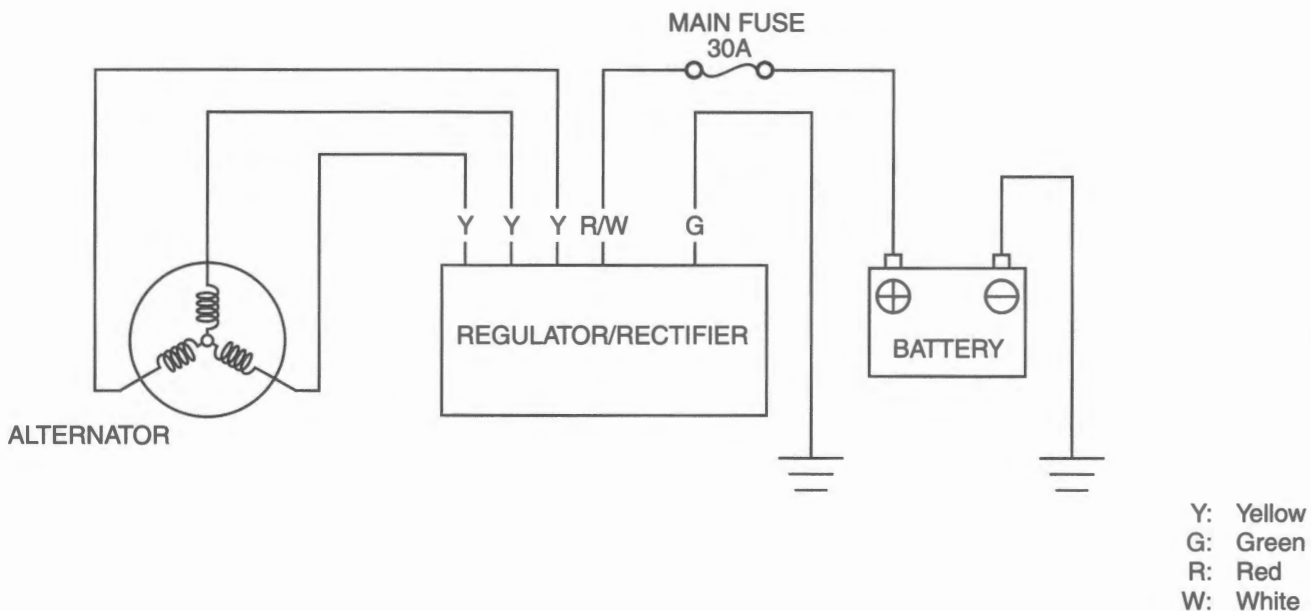 MAIN FUSE
30A
Y Y Y R/W G
REGULATOR/RECTIFIER
BATTERY
ALTERNATOR
Y: Yellow
G: Green
R: Red
W: White